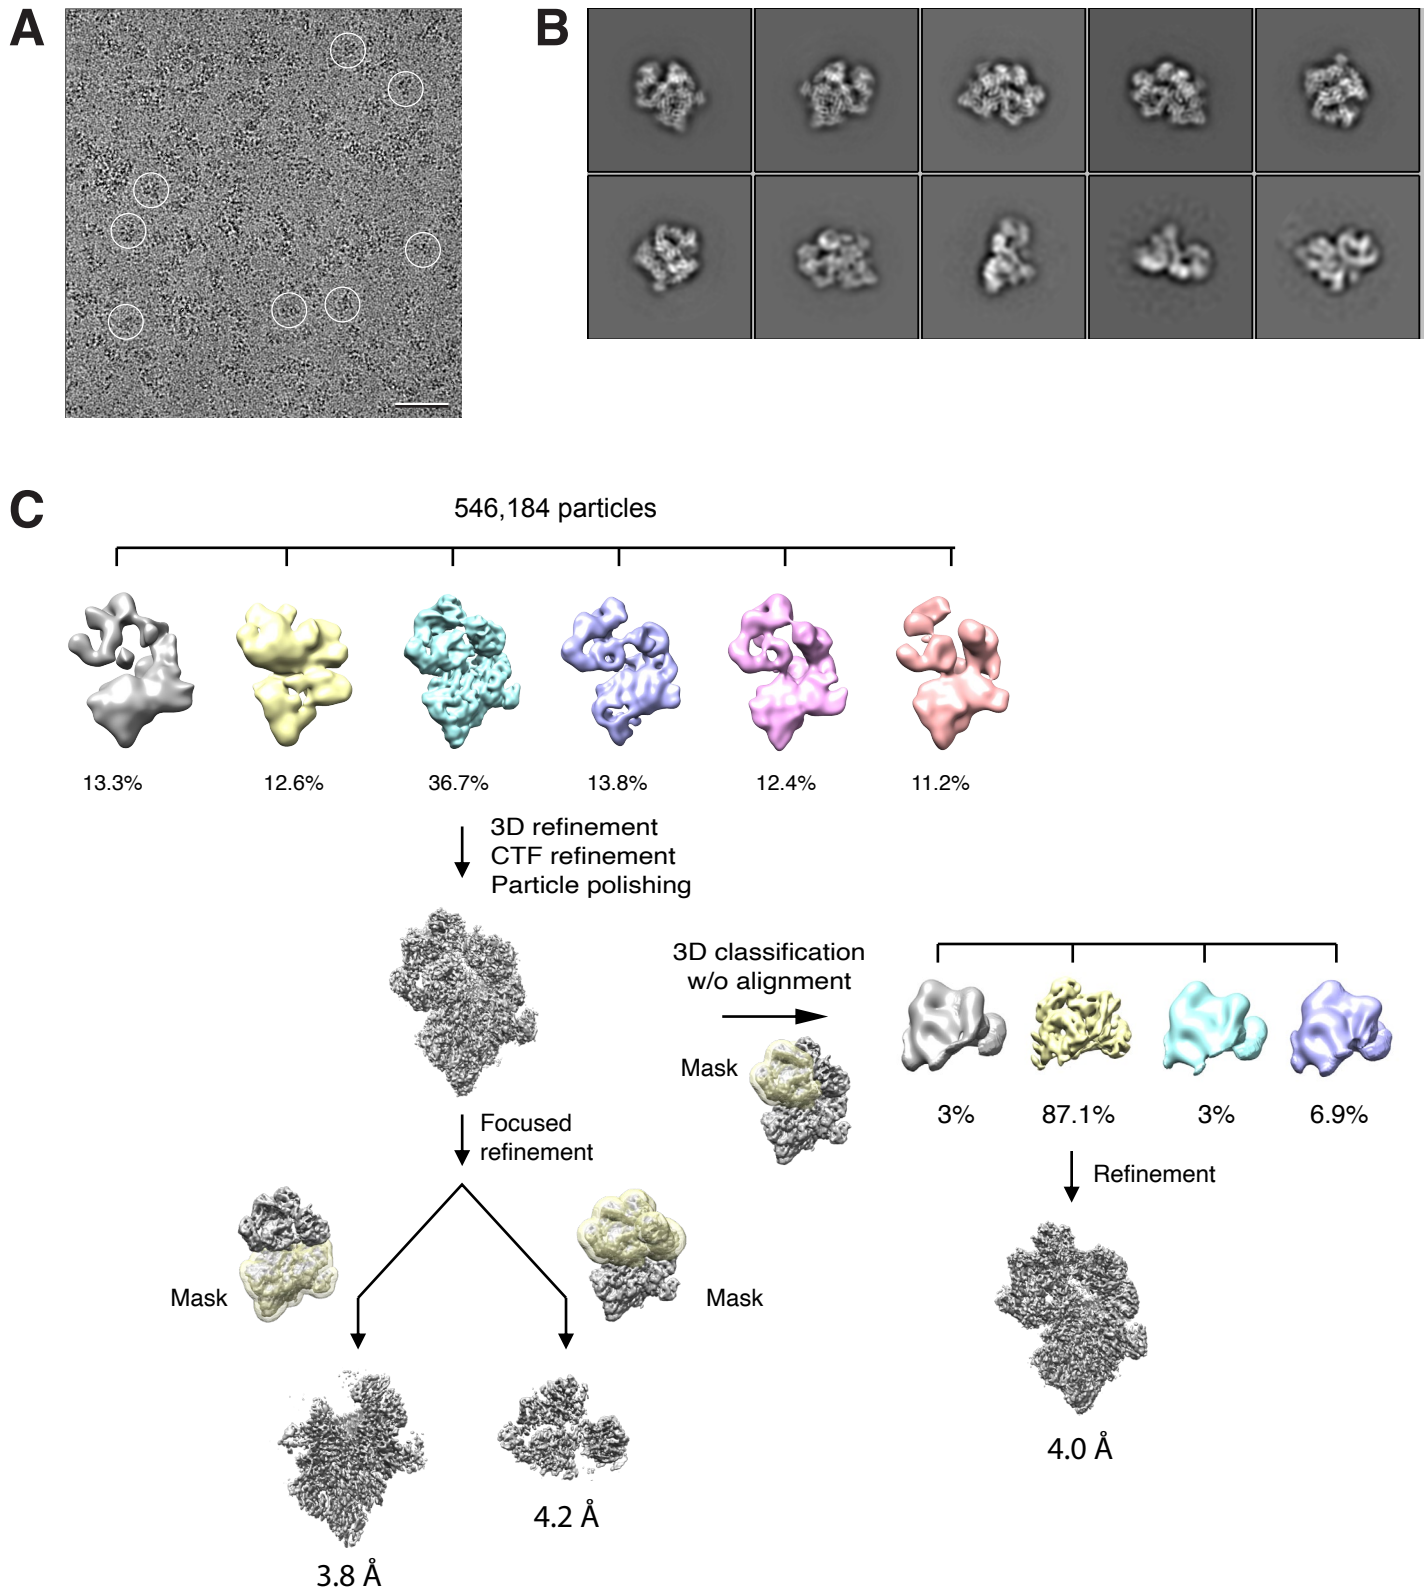 A
B
C
546,184 particles
13.3%
12.6%
36.7%
13.8%
12.4%
11.2%
3D refinement
CTF refinement
Particle polishing
3D classification
w/o alignment
Mask
3%
87.1%
3%
6.9%
Focused
refinement
Refinement
Mask
Mask
4.0 Å
4.2 Å
3.8 Å